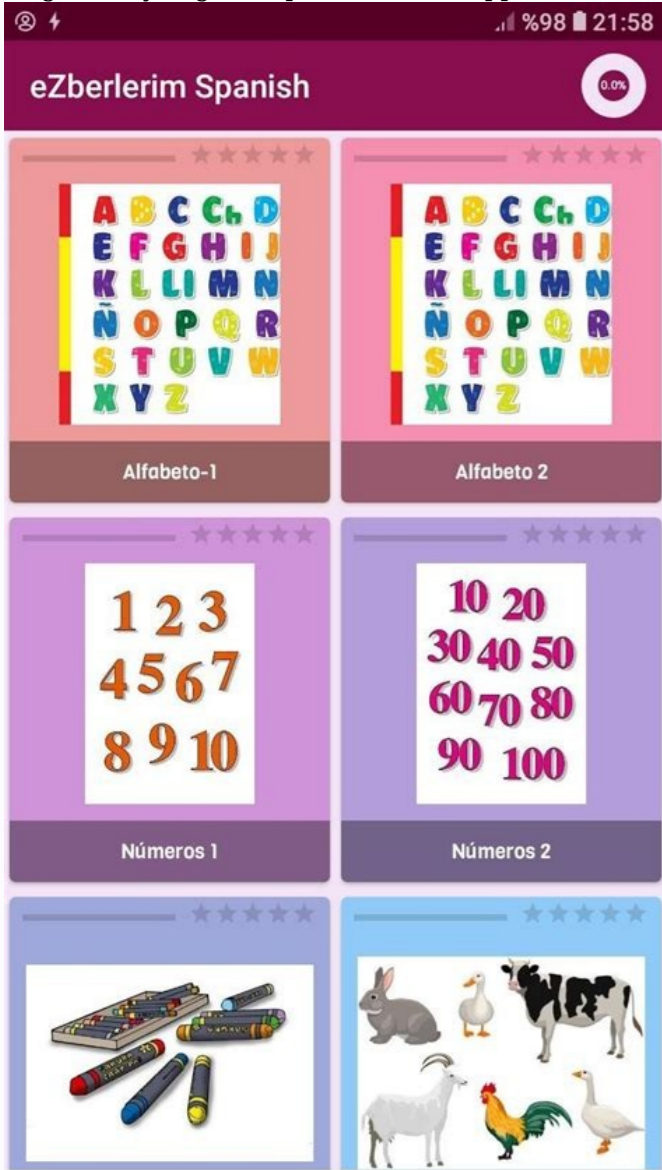 %98 21:58
eZberlerim Spanish
0.0%
A B C Ch D
E F G H I J
K L Ll M N
Ñ O P Q R
S T U V W
X Y Z
Alfabeto-1
A B C Ch D
E F G H I J
K L Ll M N
Ñ O P Q R
S T U V W
X Y Z
Alfabeto 2
1 2 3
4 5 6 7
8 9 10
Números 1
10 20
30 40 50
60 70 80
90 100
Números 2